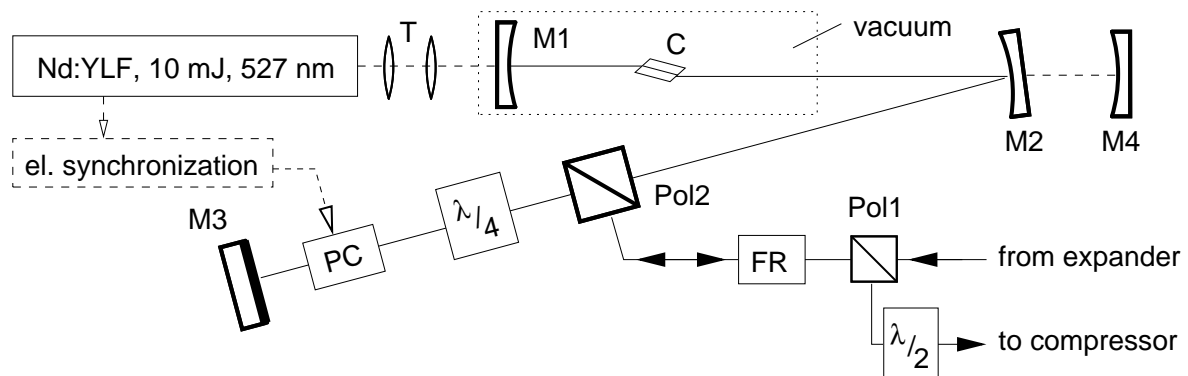 T
M1
C
vacuum
Nd:YLF, 10 mJ, 527 nm
M2
M4
el. synchronization
Pol2
λ/4
M3
PC
Pol1
FR
from expander
λ/2
to compressor